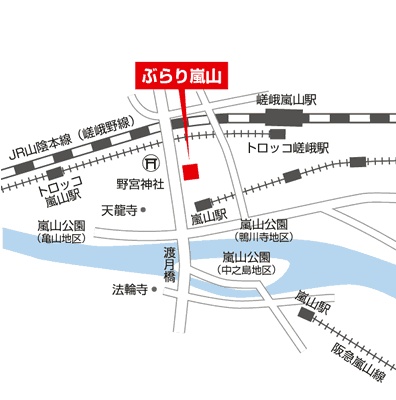 ぶらり嵐山
嵯峨嵐山駅
JR山陰本線（嵯峨野線）
トロッコ嵯峨駅
トロッコ
嵐山駅
野宮神社
天龍寺
嵐山駅
嵐山公園
（亀山地区）
嵐山公園
（鴨川寺地区）
渡月橋
嵐山公園
（中之島地区）
法輪寺
嵐山駅
阪急嵐山線